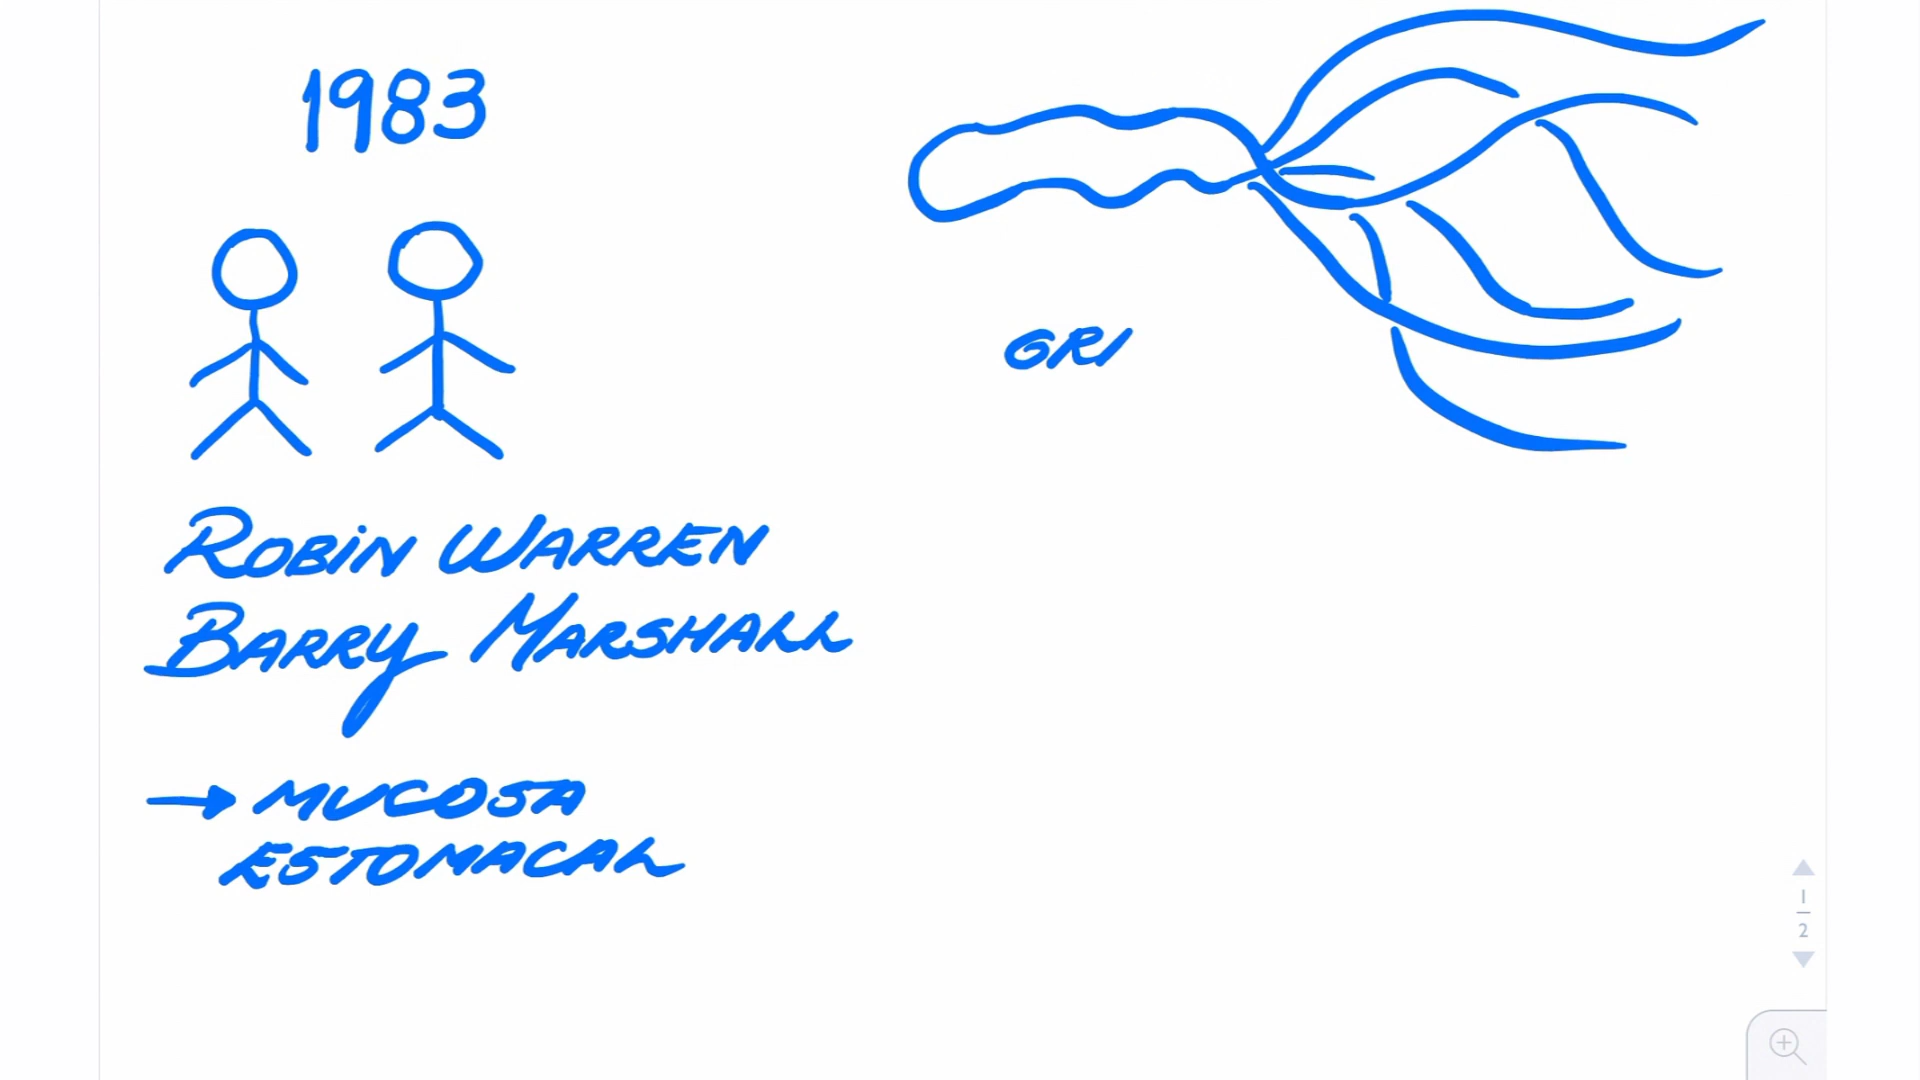 1983
ROBIN WARREN
BARRY MARSHALL
→ MUCOSA
ESTOMACAL
GRI
1
2